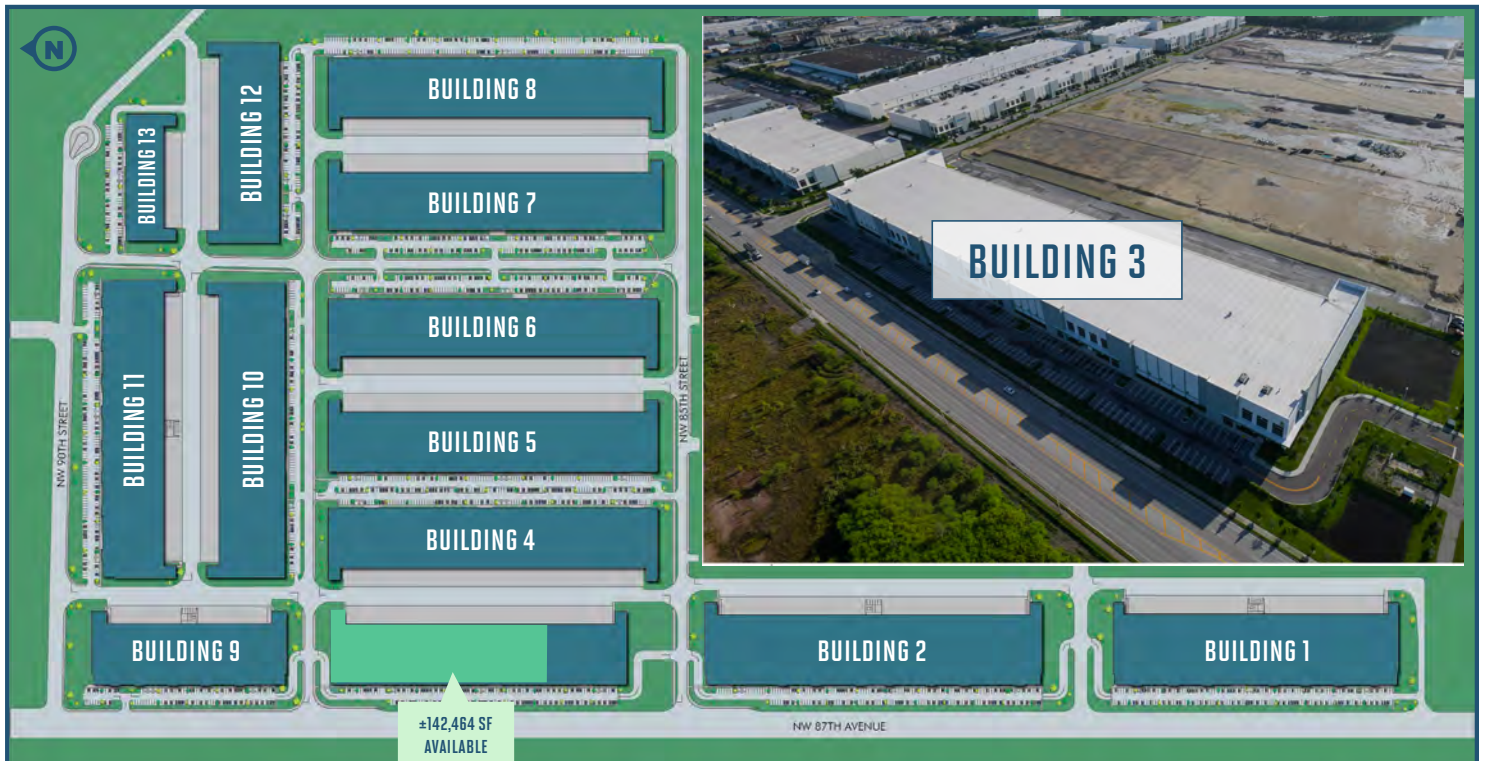 N
BUILDING 8
BUILDING 12
BUILDING 13
BUILDING 7
BUILDING 3
BUILDING 6
BUILDING 11
BUILDING 10
NW 90TH STREET
NW 85TH STREET
BUILDING 5
BUILDING 4
BUILDING 9
BUILDING 2
BUILDING 1
±142,464 SF
AVAILABLE
NW 87TH AVENUE